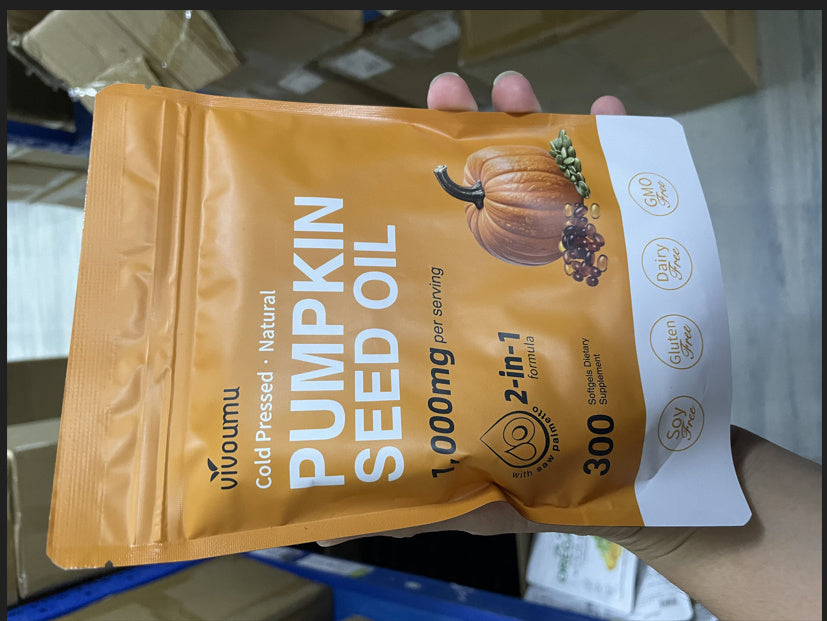 vivoumu
Cold Pressed · Natural
PUMPKIN
SEED OIL
1,000mg per serving
2-in-1
formula
with saw palmetto
300
Softgels Dietary
Supplement
Soy
Free
Gluten
Free
Dairy
Free
GMO
Free